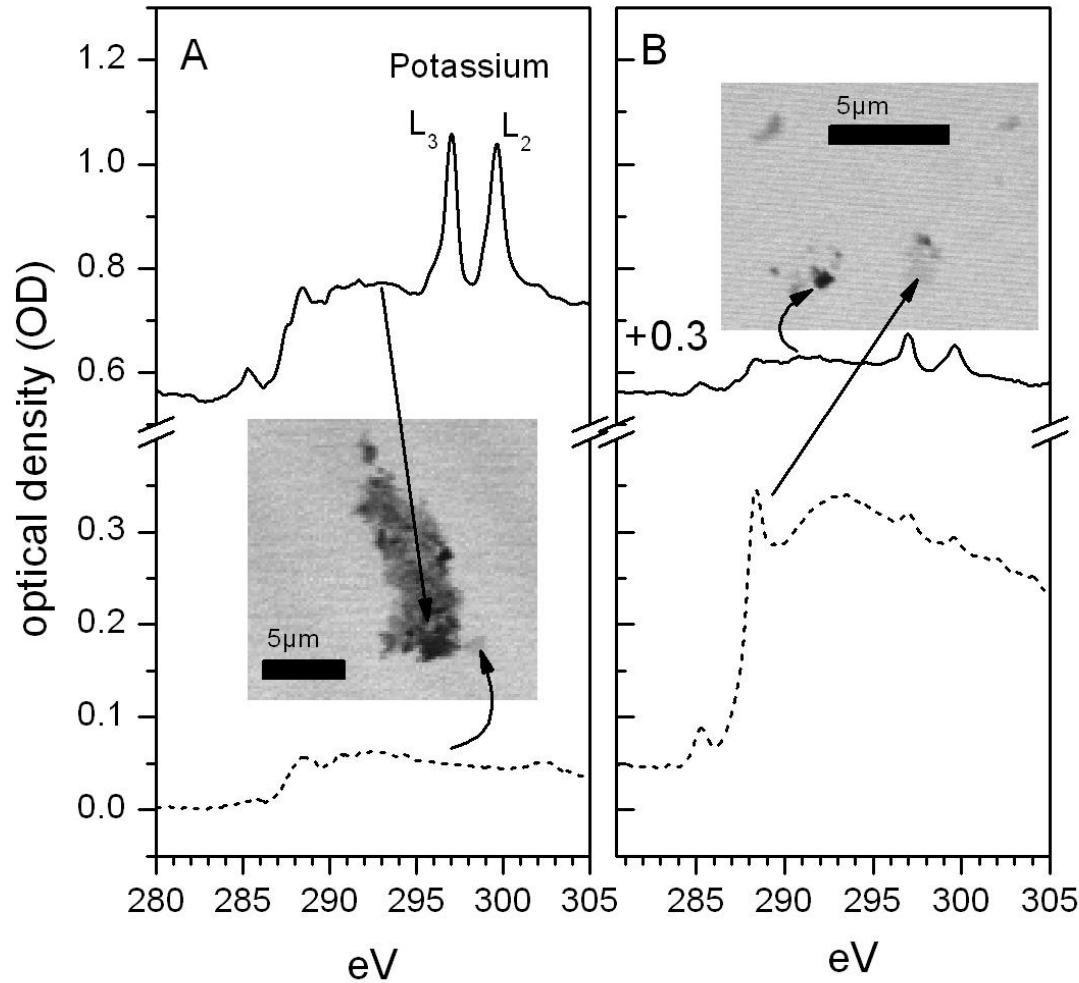 A
B
Potassium
L3
L2
5µm
+0.3
5µm
optical density (OD)
1.2
1.0
0.8
0.6
0.3
0.2
0.1
0.0
280 285 290 295 300 305
285 290 295 300 305
eV
eV